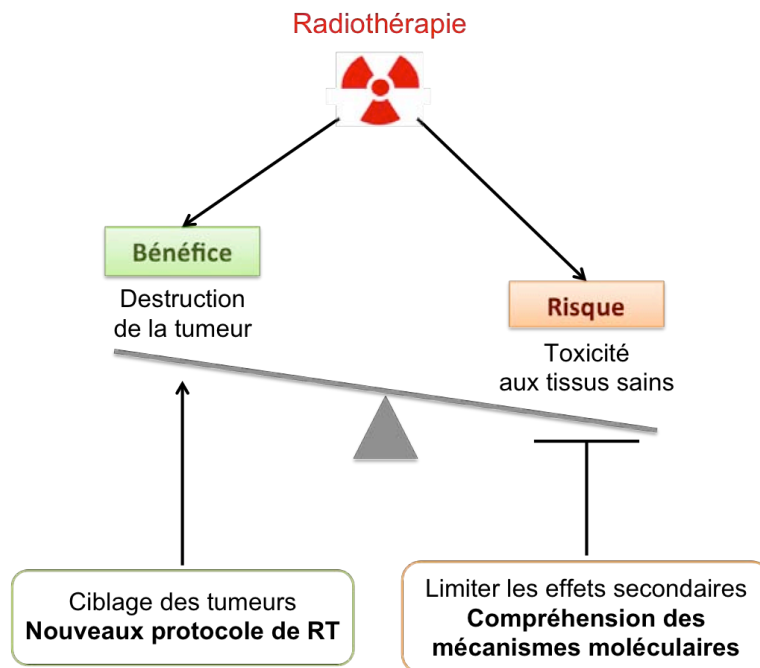 Radiothérapie
Bénéfice
Destruction
de la tumeur
Risque
Toxicité
aux tissus sains
Ciblage des tumeurs
Nouveaux protocole de RT
Limiter les effets secondaires
Compréhension des
mécanismes moléculaires